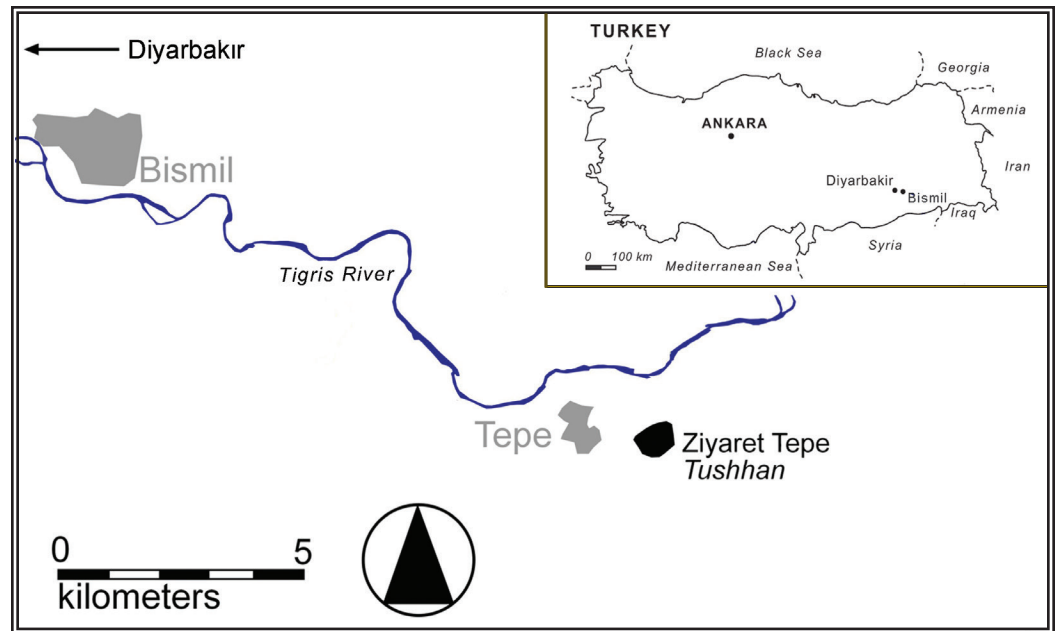 Diyarbakır
Bismil
Tigris River
Tepe
Ziyaret Tepe
Tushhan
0 5
kilometers
TURKEY
Black Sea
Georgia
Armenia
ANKARA
Iran
Diyarbakir
Bismil
Iraq
Syria
0 100 km
Mediterranean Sea